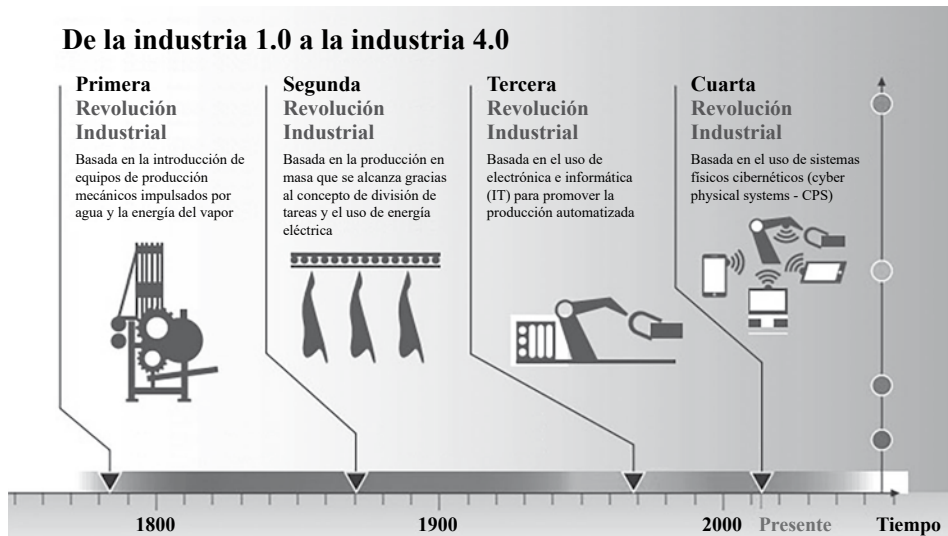 De la industria 1.0 a la industria 4.0
Primera
Revolución
Industrial
Basada en la introducción de
equipos de producción
mecánicos impulsados por
agua y la energía del vapor
Segunda
Revolución
Industrial
Basada en la producción en
masa que se alcanza gracias
al concepto de división de
tareas y el uso de energía
eléctrica
Tercera
Revolución
Industrial
Basada en el uso de
electrónica e informática
(IT) para promover la
producción automatizada
Cuarta
Revolución
Industrial
Basada en el uso de sistemas
físicos cibernéticos (cyber
physical systems - CPS)
1800
1900
2000
Presente
Tiempo